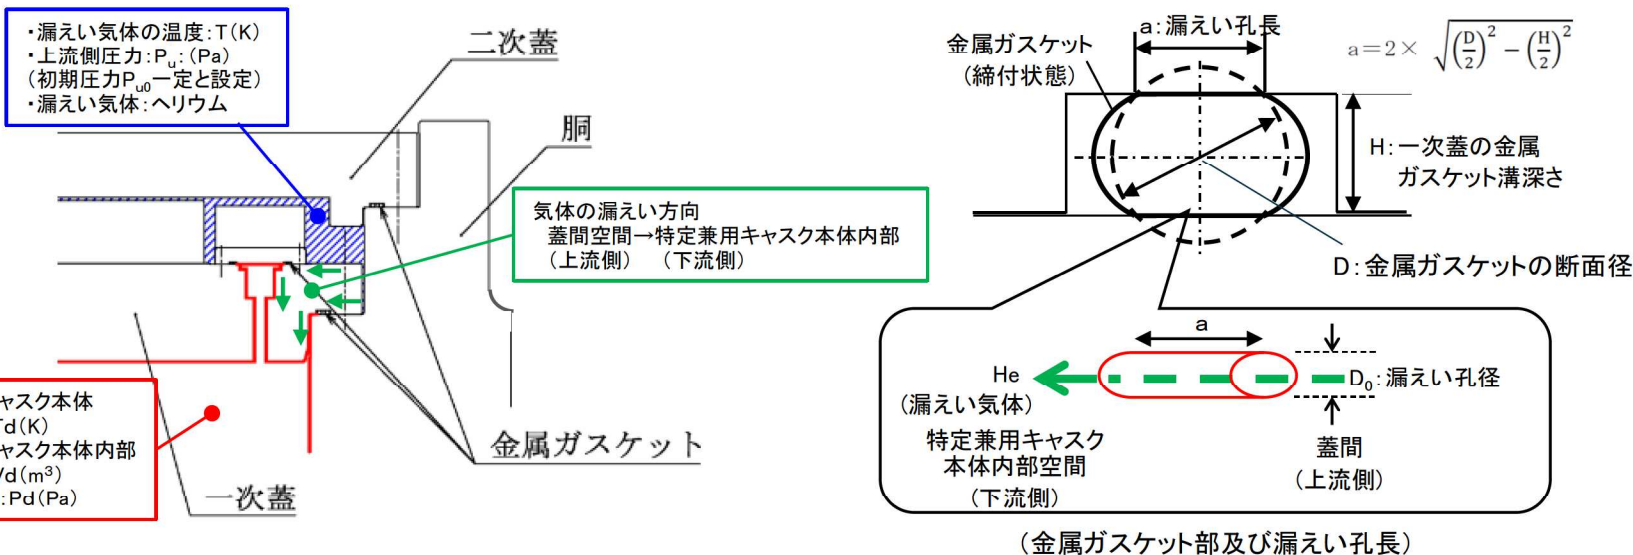 ・漏えい気体の温度：T（K）
・上流側圧力：Pu：（Pa）
（初期圧力Pu0一定と設定）
・漏えい気体：ヘリウム
二次蓋
胴
気体の漏えい方向
蓋間空間→特定兼用キャスク本体内部
（上流側） （下流側）
ャスク本体
Td（K）
ャスク本体内部
Vd（m³）
：Pd（Pa）
一次蓋
金属ガスケット
金属ガスケット
（締付状態）
a：漏えい孔長
a＝2× √((D/2)² − (H/2)²)
H：一次蓋の金属
ガスケット溝深さ
D：金属ガスケットの断面径
a
He
（漏えい気体）
特定兼用キャスク
本体内部空間
（下流側）
D₀：漏えい孔径
蓋間
（上流側）
（金属ガスケット部及び漏えい孔長）